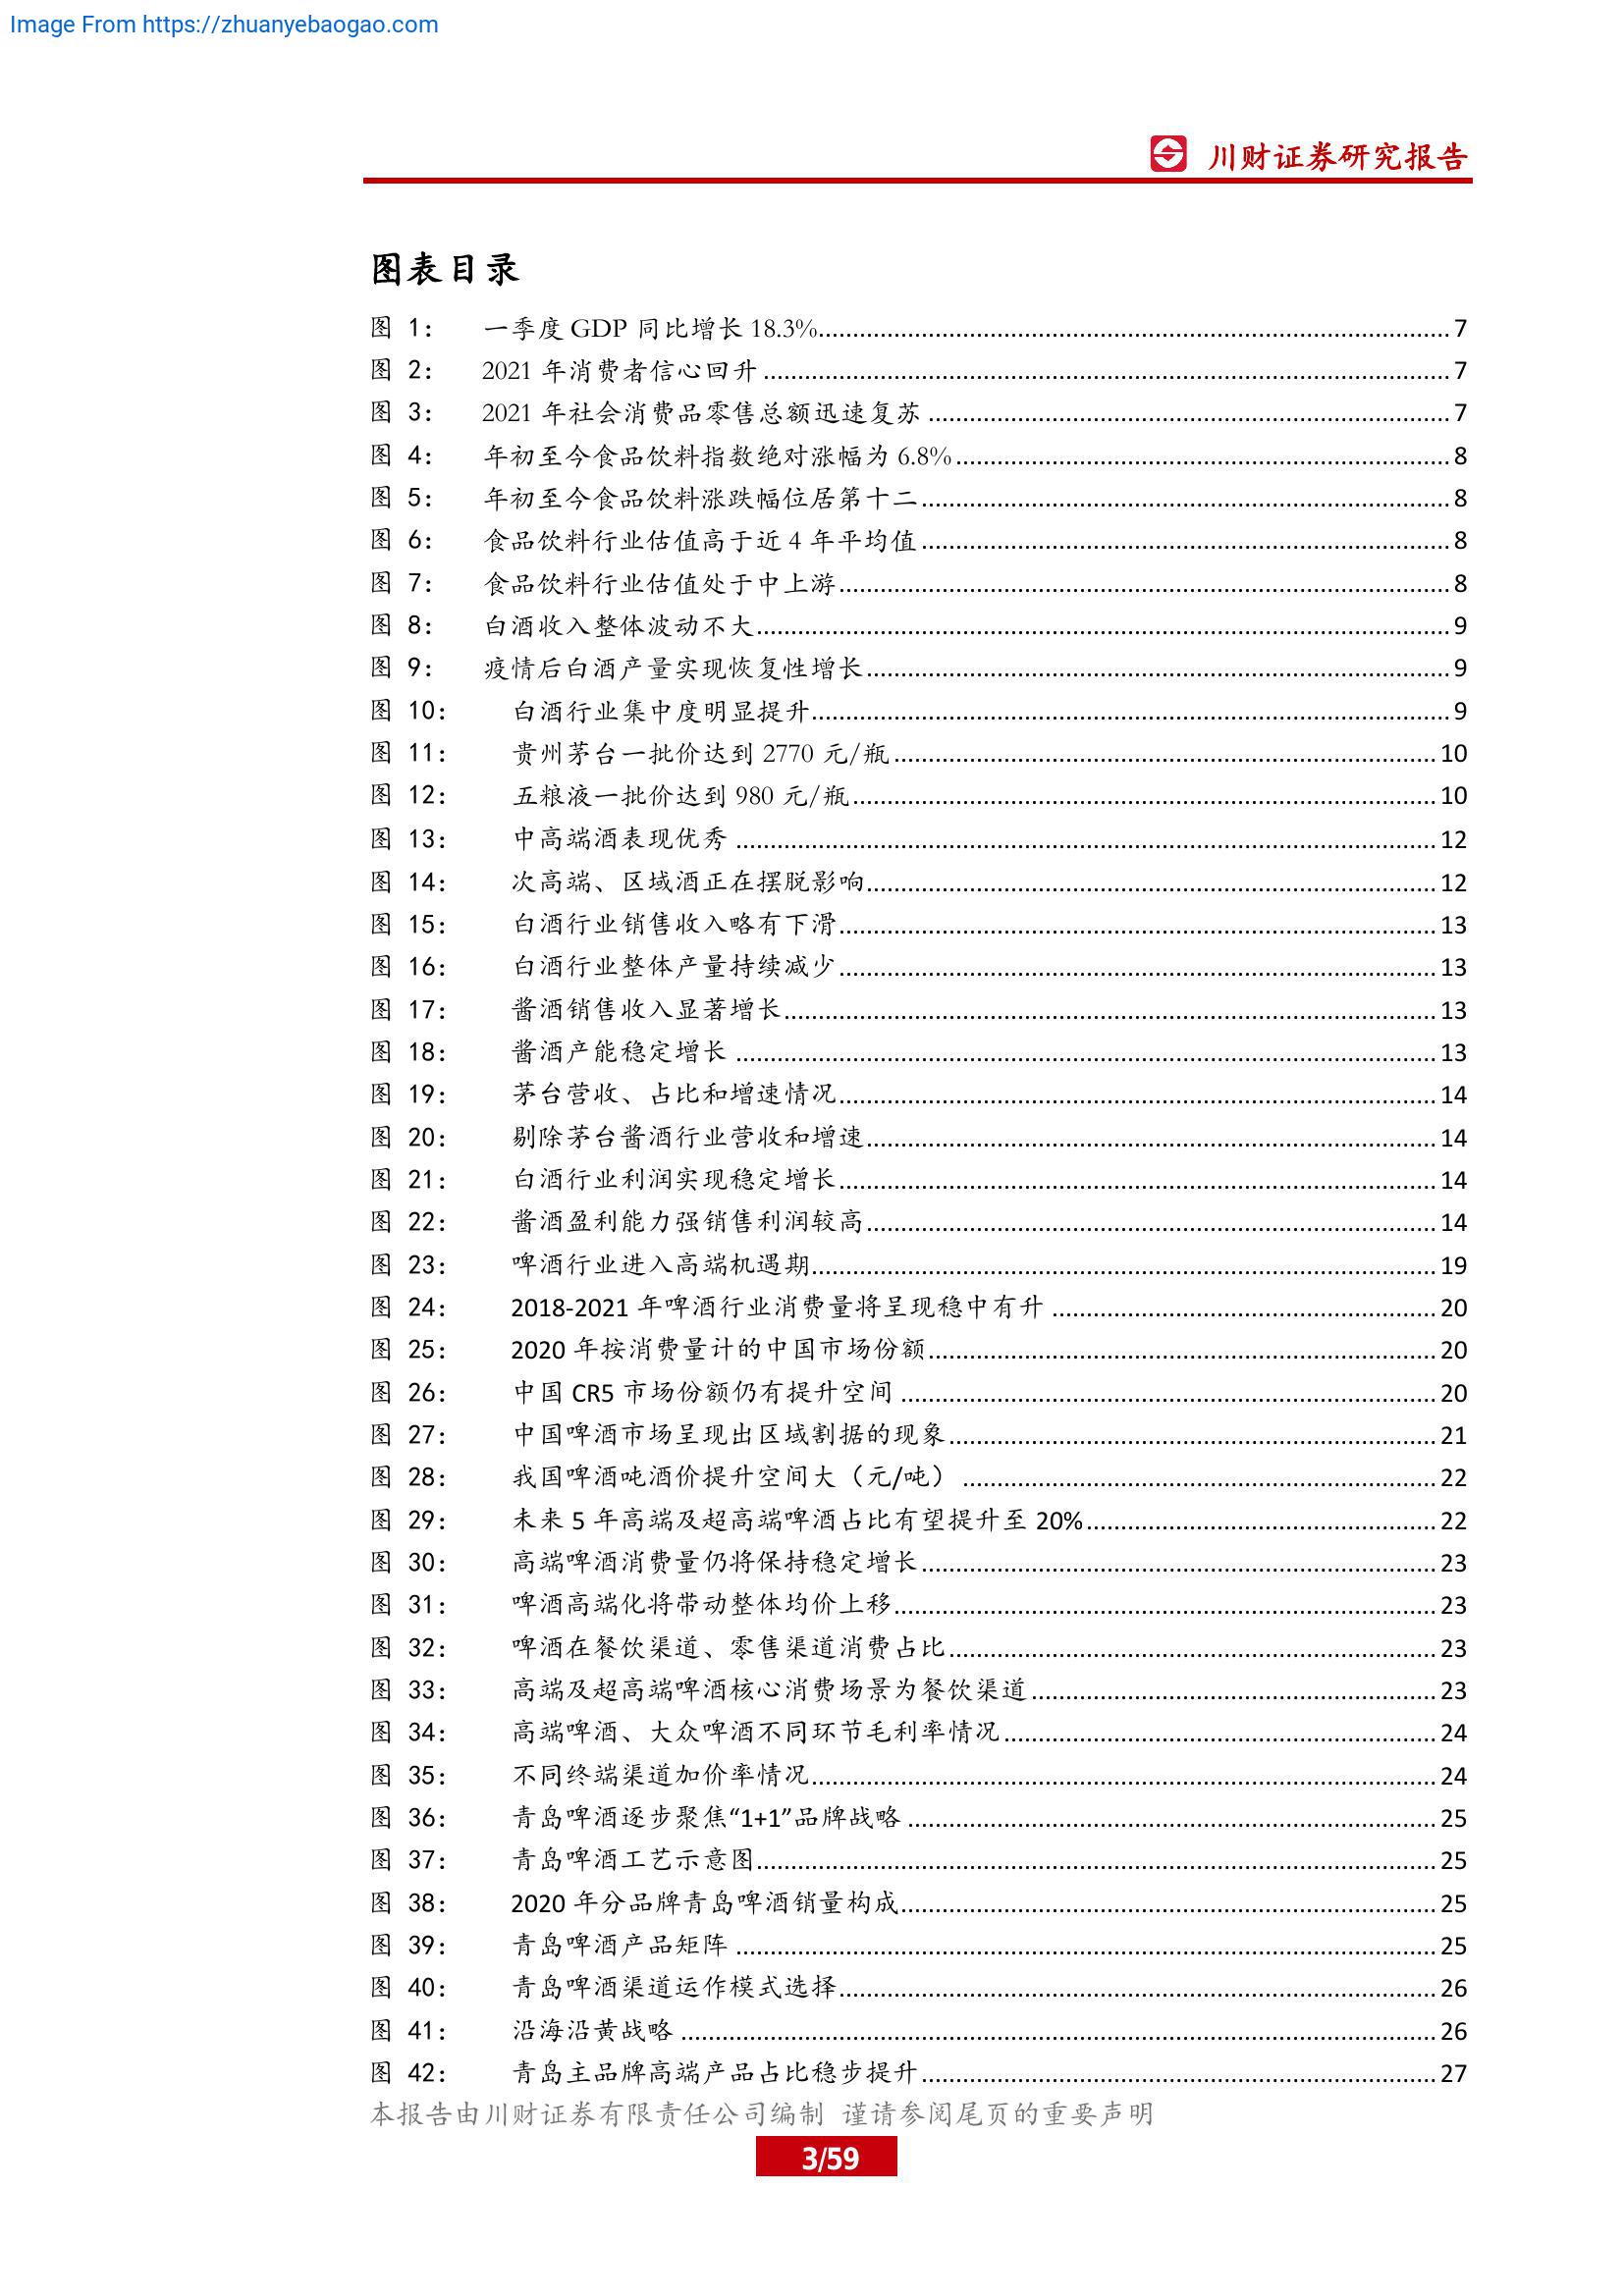 Image From https://zhuanyebaogao.com
川财证券研究报告
图表目录
图 1： 一季度 GDP 同比增长 18.3%........ 7
图 2： 2021 年消费者信心回升........ 7
图 3： 2021 年社会消费品零售总额迅速复苏........ 7
图 4： 年初至今食品饮料指数绝对涨幅为 6.8%........ 8
图 5： 年初至今食品饮料涨跌幅位居第十二........ 8
图 6： 食品饮料行业估值高于近 4 年平均值........ 8
图 7： 食品饮料行业估值处于中上游........ 8
图 8： 白酒收入整体波动不大........ 9
图 9： 疫情后白酒产量实现恢复性增长........ 9
图 10： 白酒行业集中度明显提升........ 9
图 11： 贵州茅台一批价达到 2770 元/瓶........ 10
图 12： 五粮液一批价达到 980 元/瓶........ 10
图 13： 中高端酒表现优秀........ 12
图 14： 次高端、区域酒正在摆脱影响........ 12
图 15： 白酒行业销售收入略有下滑........ 13
图 16： 白酒行业整体产量持续减少........ 13
图 17： 酱酒销售收入显著增长........ 13
图 18： 酱酒产能稳定增长........ 13
图 19： 茅台营收、占比和增速情况........ 14
图 20： 剔除茅台酱酒行业营收和增速........ 14
图 21： 白酒行业利润实现稳定增长........ 14
图 22： 酱酒盈利能力强销售利润较高........ 14
图 23： 啤酒行业进入高端机遇期........ 19
图 24： 2018-2021 年啤酒行业消费量将呈现稳中有升........ 20
图 25： 2020 年按消费量计的中国市场份额........ 20
图 26： 中国 CR5 市场份额仍有提升空间........ 20
图 27： 中国啤酒市场呈现出区域割据的现象........ 21
图 28： 我国啤酒吨酒价提升空间大（元/吨）........ 22
图 29： 未来 5 年高端及超高端啤酒占比有望提升至 20%........ 22
图 30： 高端啤酒消费量仍将保持稳定增长........ 23
图 31： 啤酒高端化将带动整体均价上移........ 23
图 32： 啤酒在餐饮渠道、零售渠道消费占比........ 23
图 33： 高端及超高端啤酒核心消费场景为餐饮渠道........ 23
图 34： 高端啤酒、大众啤酒不同环节毛利率情况........ 24
图 35： 不同终端渠道加价率情况........ 24
图 36： 青岛啤酒逐步聚焦“1+1”品牌战略........ 25
图 37： 青岛啤酒工艺示意图........ 25
图 38： 2020 年分品牌青岛啤酒销量构成........ 25
图 39： 青岛啤酒产品矩阵........ 25
图 40： 青岛啤酒渠道运作模式选择........ 26
图 41： 沿海沿黄战略........ 26
图 42： 青岛主品牌高端产品占比稳步提升........ 27
本报告由川财证券有限责任公司编制 谨请参阅尾页的重要声明
3/59